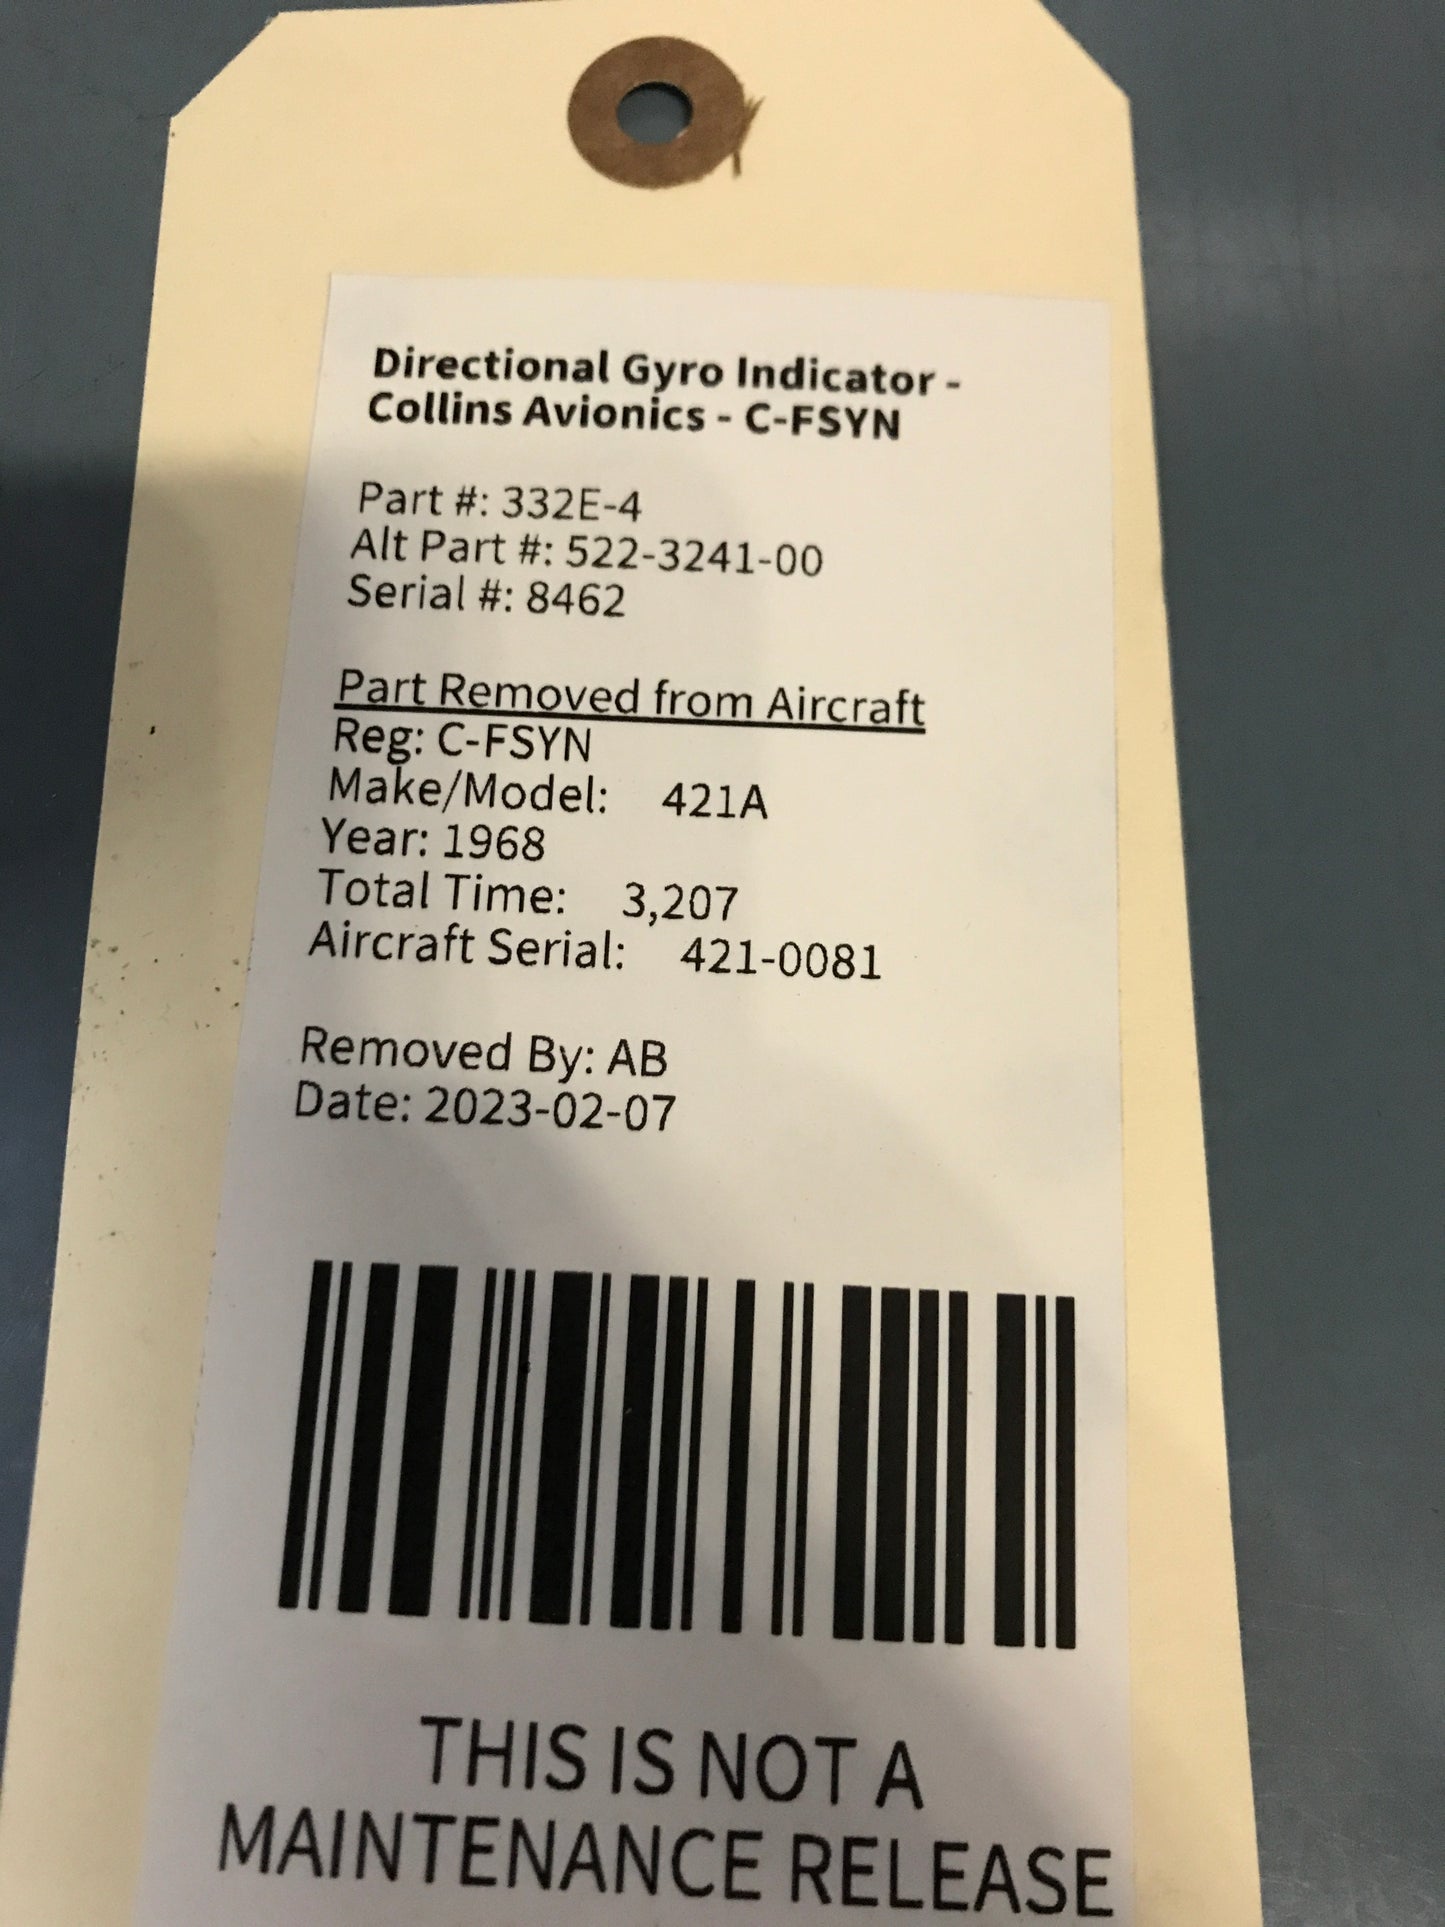 Directional Gyro Indicator -
Collins Avionics - C-FSYN
Part #: 332E-4
Alt Part #: 522-3241-00
Serial #: 8462
Part Removed from Aircraft
Reg: C-FSYN
Make/Model: 421A
Year: 1968
Total Time: 3,207
Aircraft Serial: 421-0081
Removed By: AB
Date: 2023-02-07
THIS IS NOT A
MAINTENANCE RELEASE